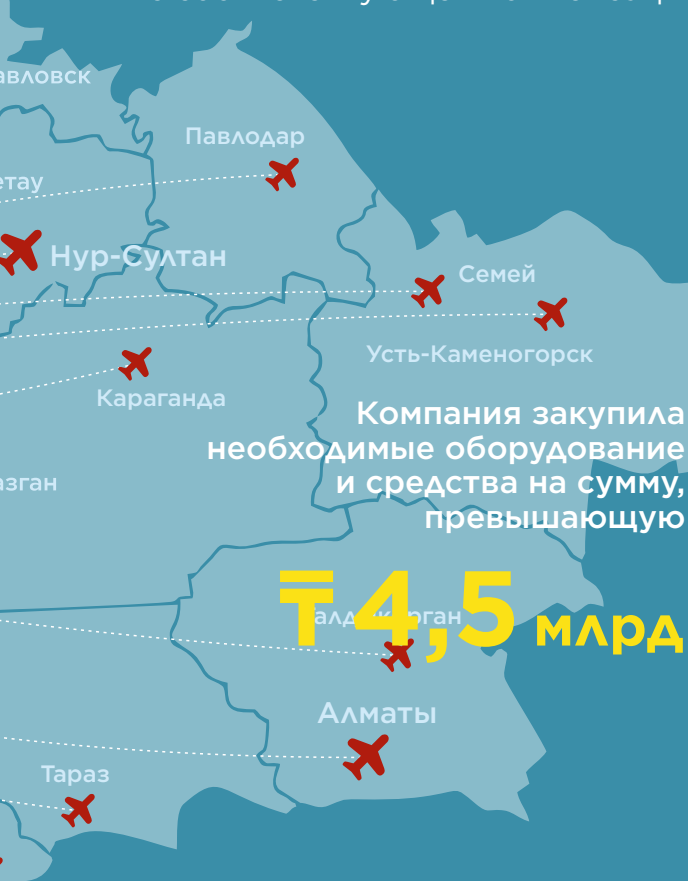 авловск
Павлодар
етау
Нур-Султан
Семей
Усть-Каменогорск
Караганда
Компания закупила
необходимые оборудование
азган
и средства на сумму,
превышающую
₸4,5 млрд
Алматы
Тараз